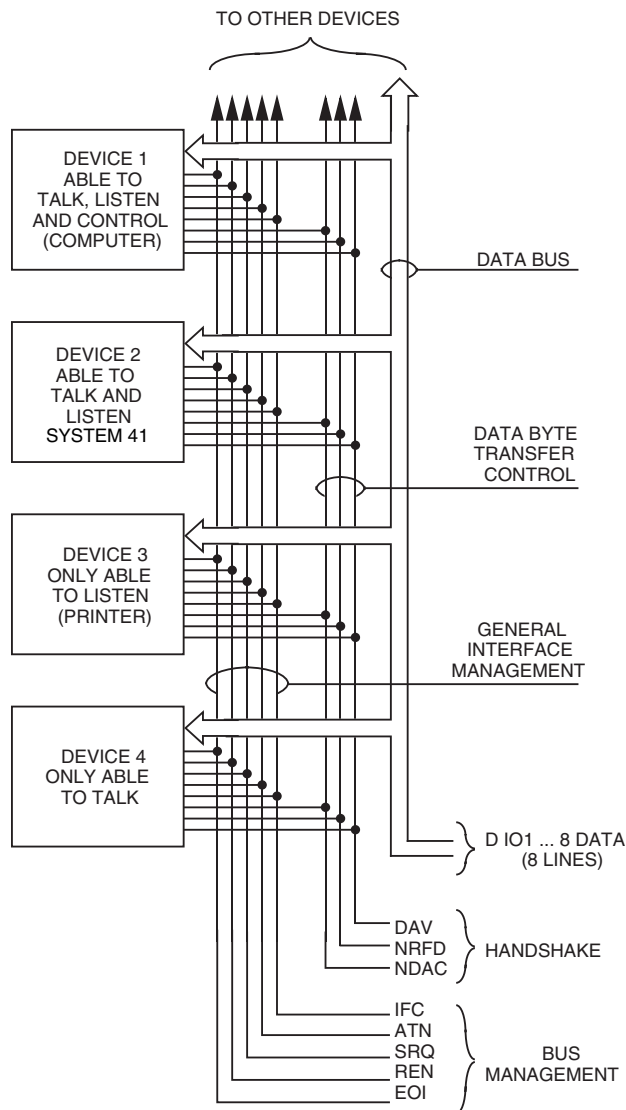 TO OTHER DEVICES
DEVICE 1
ABLE TO
TALK, LISTEN
AND CONTROL
(COMPUTER)
DATA BUS
DEVICE 2
ABLE TO
TALK AND
LISTEN
SYSTEM 41
DATA BYTE
TRANSFER
CONTROL
DEVICE 3
ONLY ABLE
TO LISTEN
(PRINTER)
GENERAL
INTERFACE
MANAGEMENT
DEVICE 4
ONLY ABLE
TO TALK
D IO1 ... 8 DATA
(8 LINES)
DAV
NRFD
NDAC
HANDSHAKE
IFC
ATN
SRQ
REN
EOI
BUS
MANAGEMENT